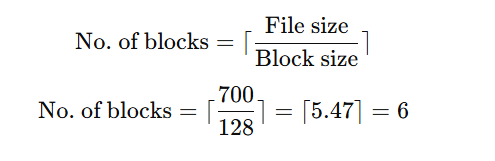 No. of blocks = ⌈File size / Block size⌉
No. of blocks = ⌈700 / 128⌉ = ⌈5.47⌉ = 6